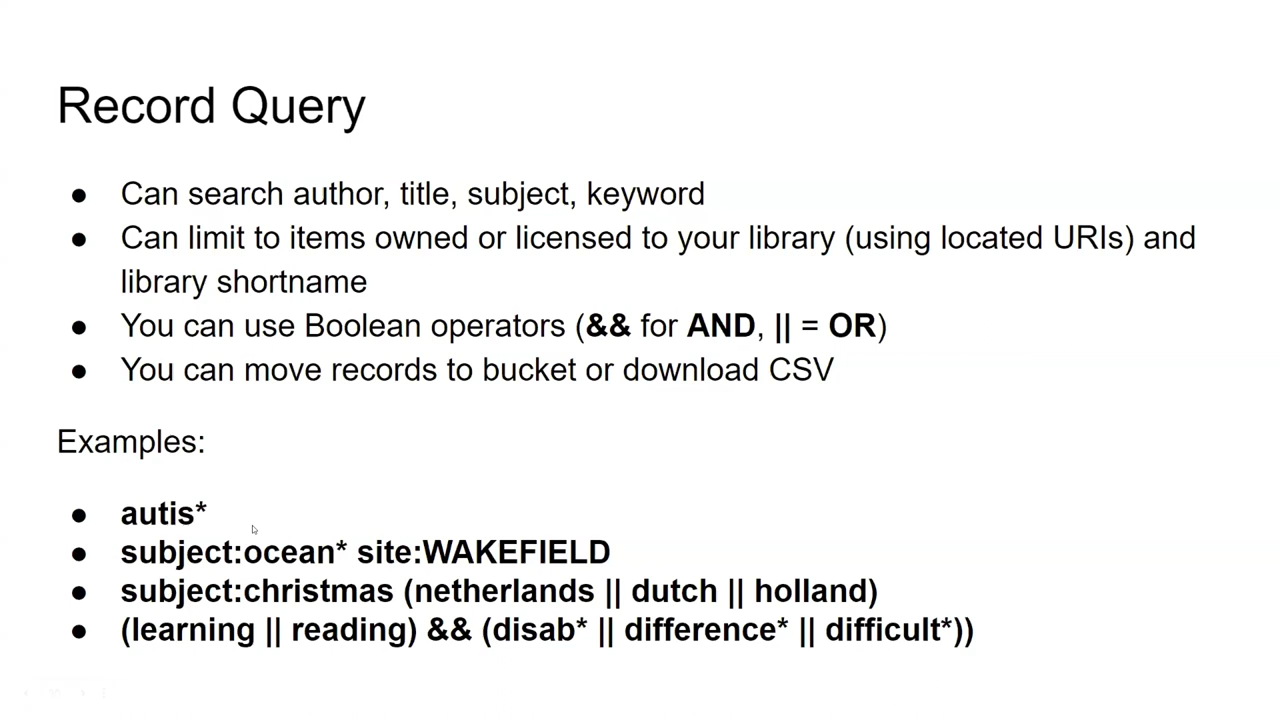 Record Query
● Can search author, title, subject, keyword
● Can limit to items owned or licensed to your library (using located URIs) and
library shortname
● You can use Boolean operators (&& for AND, || = OR)
● You can move records to bucket or download CSV
Examples:
● autis*
● subject:ocean* site:WAKEFIELD
● subject:christmas (netherlands || dutch || holland)
● (learning || reading) && (disab* || difference* || difficult*))